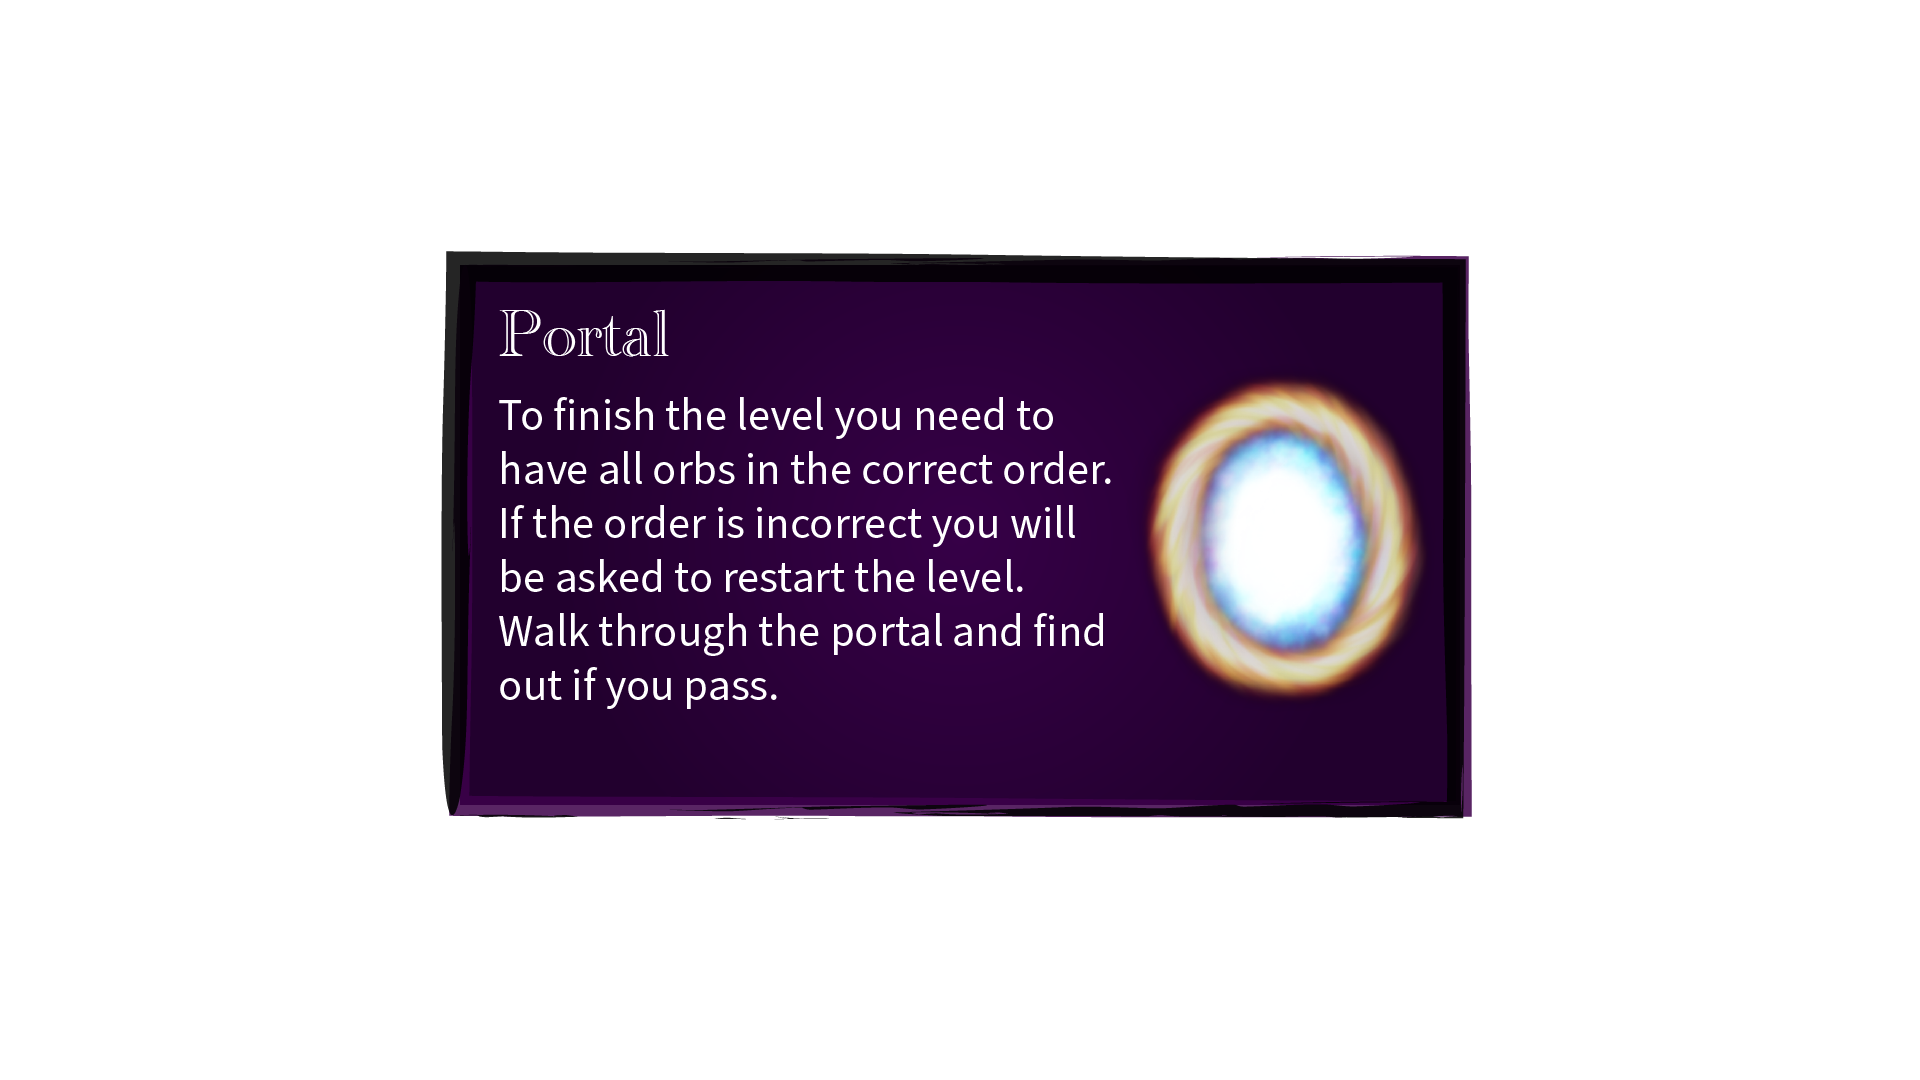 Portal
To finish the level you need to
have all orbs in the correct order.
If the order is incorrect you will
be asked to restart the level.
Walk through the portal and find
out if you pass.